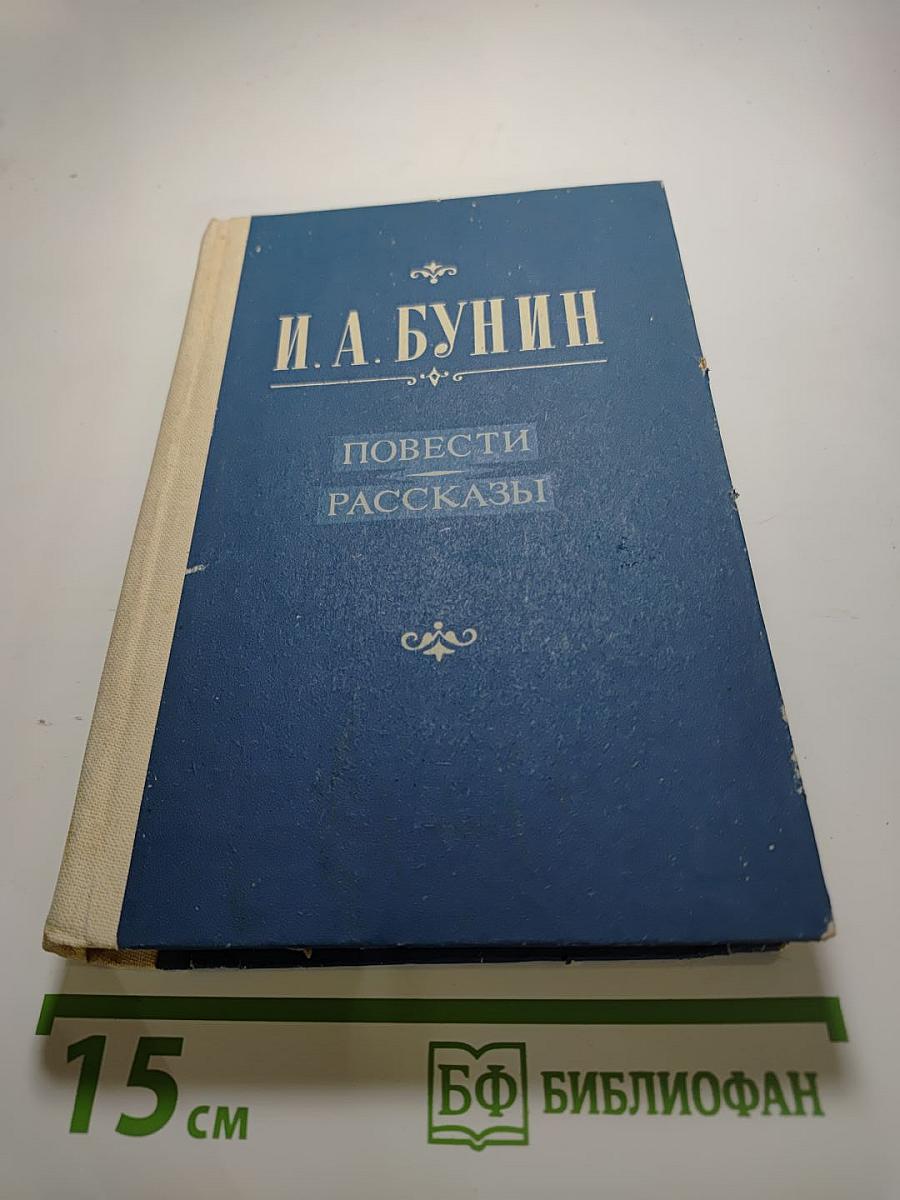 И. А. БУНИН
ПОВЕСТИ
РАССКАЗЫ
15 см
БФ БИБЛИОФАН